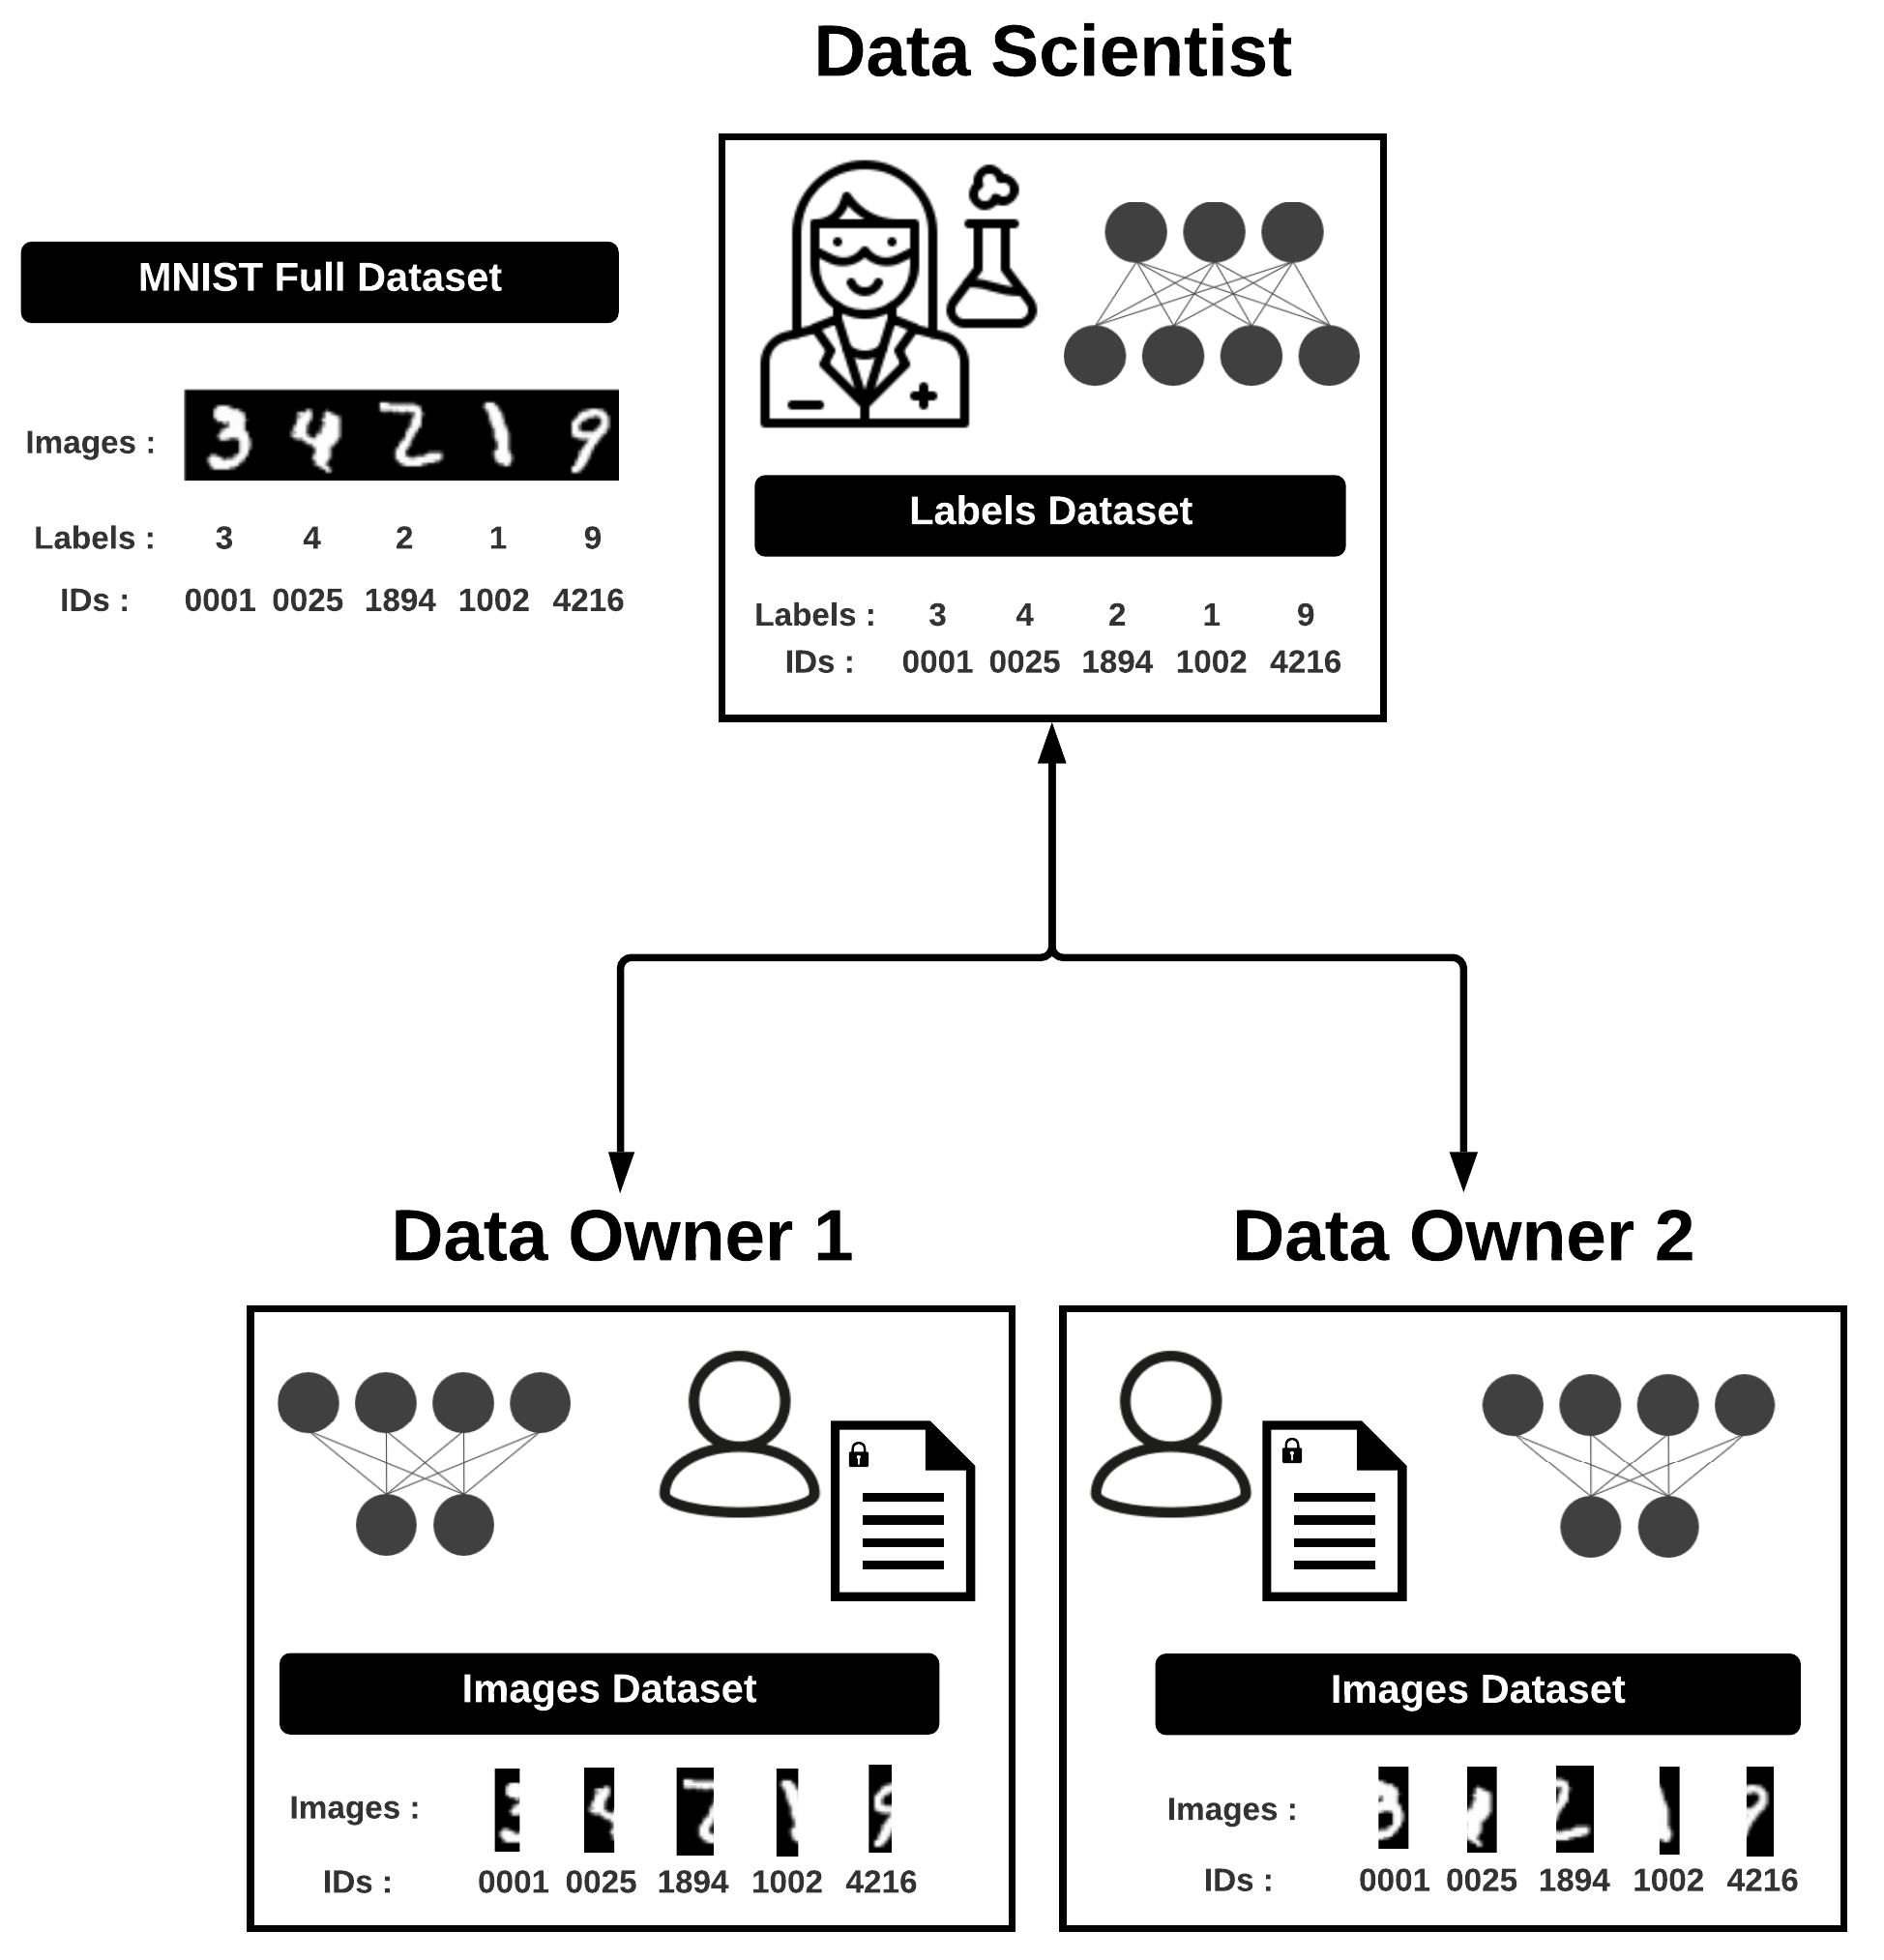 Data Scientist
MNIST Full Dataset
Images :
Labels : 3 4 2 1 9
IDs : 0001 0025 1894 1002 4216
Labels Dataset
Labels : 3 4 2 1 9
IDs : 0001 0025 1894 1002 4216
Data Owner 1
Images Dataset
Images :
IDs : 0001 0025 1894 1002 4216
Data Owner 2
Images Dataset
Images :
IDs : 0001 0025 1894 1002 4216